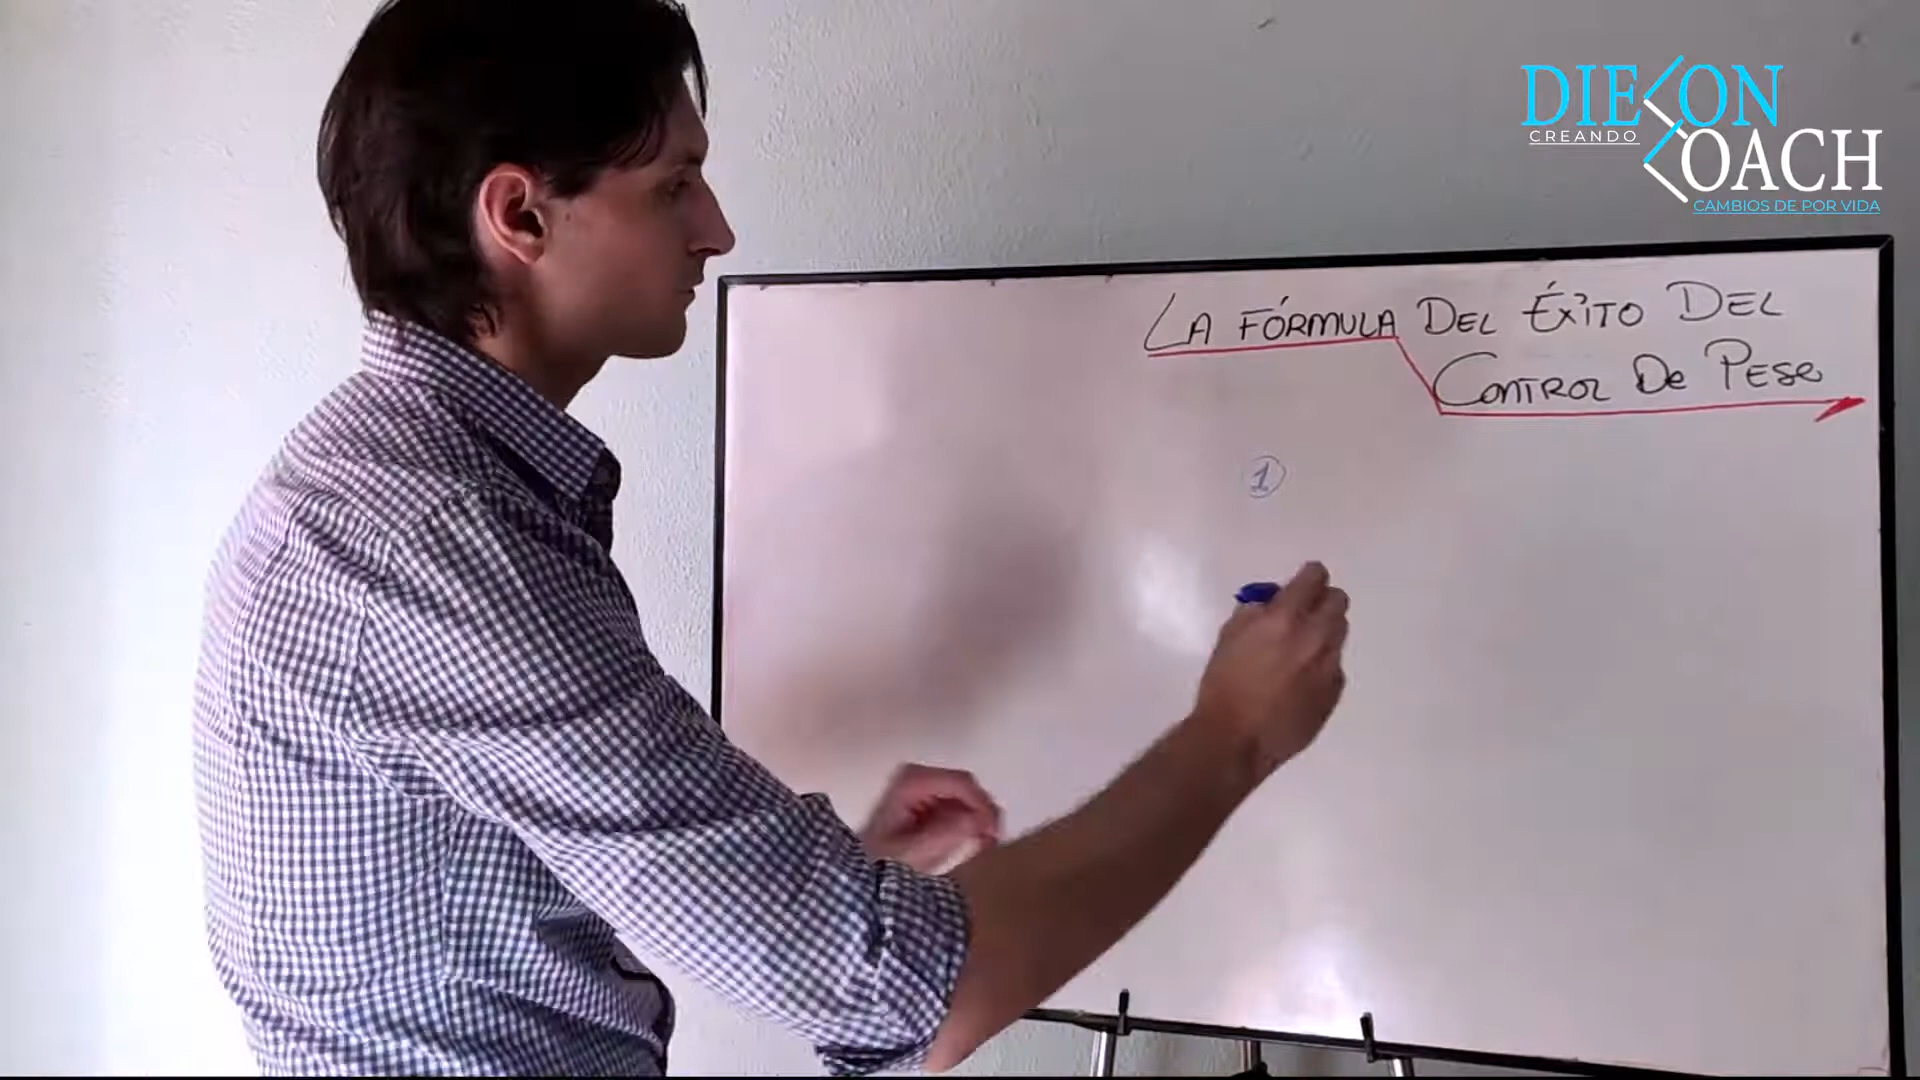 DIEGON
CREANDO
COACH
CAMBIOS DE POR VIDA
LA FÓRMULA DEL ÉXITO DEL
CONTROL DE PESO
1